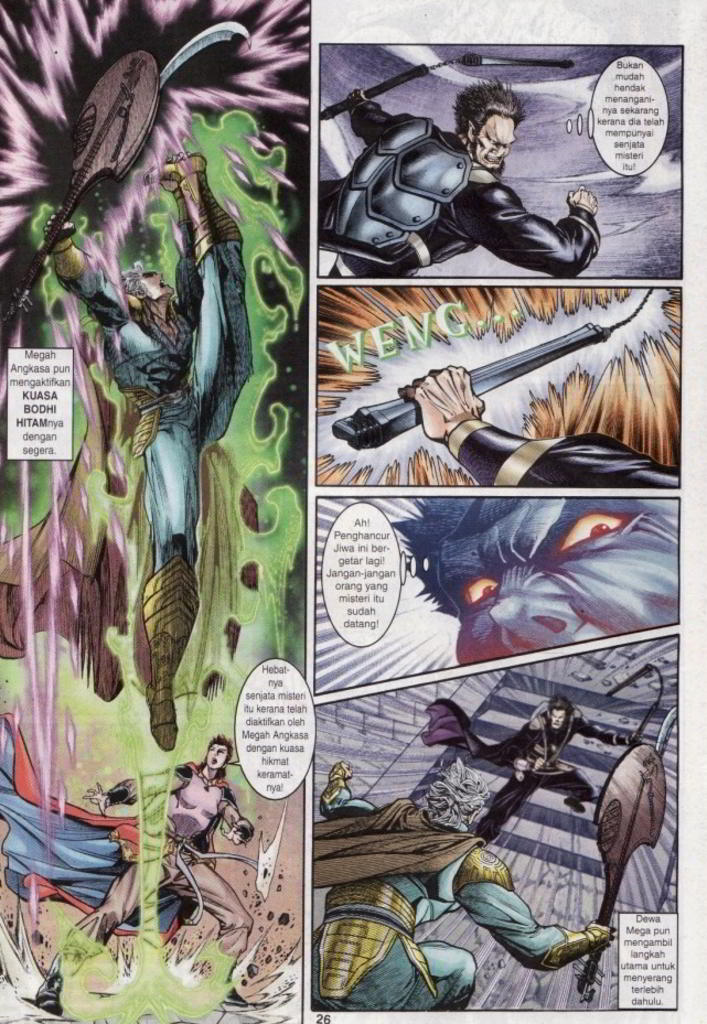 Megah
Angkasa pun
mengaktifkan
KUASA
BODHI
HITAMnya
dengan
segera.
Hebat-
nya
senjata misteri
itu kerana telah
diaktifkan oleh
Megah Angkasa
dengan kuasa
hikmat
keramat-
nya!
Bukan
mudah
hendak
menangani-
nya sekarang
kerana dia telah
mempunyai
senjata
misteri
itu!
WENG...
Ah!
Penghancur
Jiwa ini ber-
getar lagi!
Jangan-jangan
orang yang
misteri itu
sudah
datang!
Dewa
Mega pun
mengambil
langkah
utama untuk
menyerang
terlebih
dahulu.
26